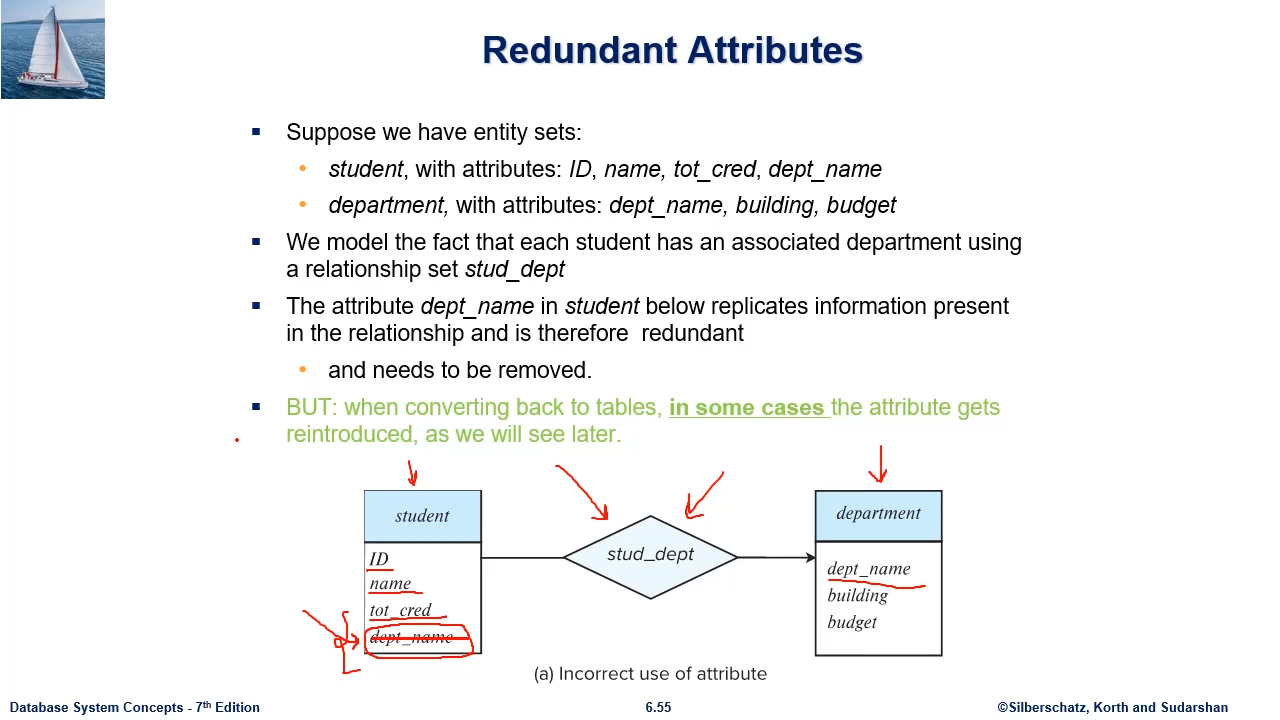 Redundant Attributes
▪ Suppose we have entity sets:
• student, with attributes: ID, name, tot_cred, dept_name
• department, with attributes: dept_name, building, budget
▪ We model the fact that each student has an associated department using
a relationship set stud_dept
▪ The attribute dept_name in student below replicates information present
in the relationship and is therefore redundant
• and needs to be removed.
▪ BUT: when converting back to tables, in some cases the attribute gets
reintroduced, as we will see later.
student
ID
name
tot_cred
dept_name
stud_dept
department
dept_name
building
budget
(a) Incorrect use of attribute
Database System Concepts - 7th Edition
6.55
©Silberschatz, Korth and Sudarshan